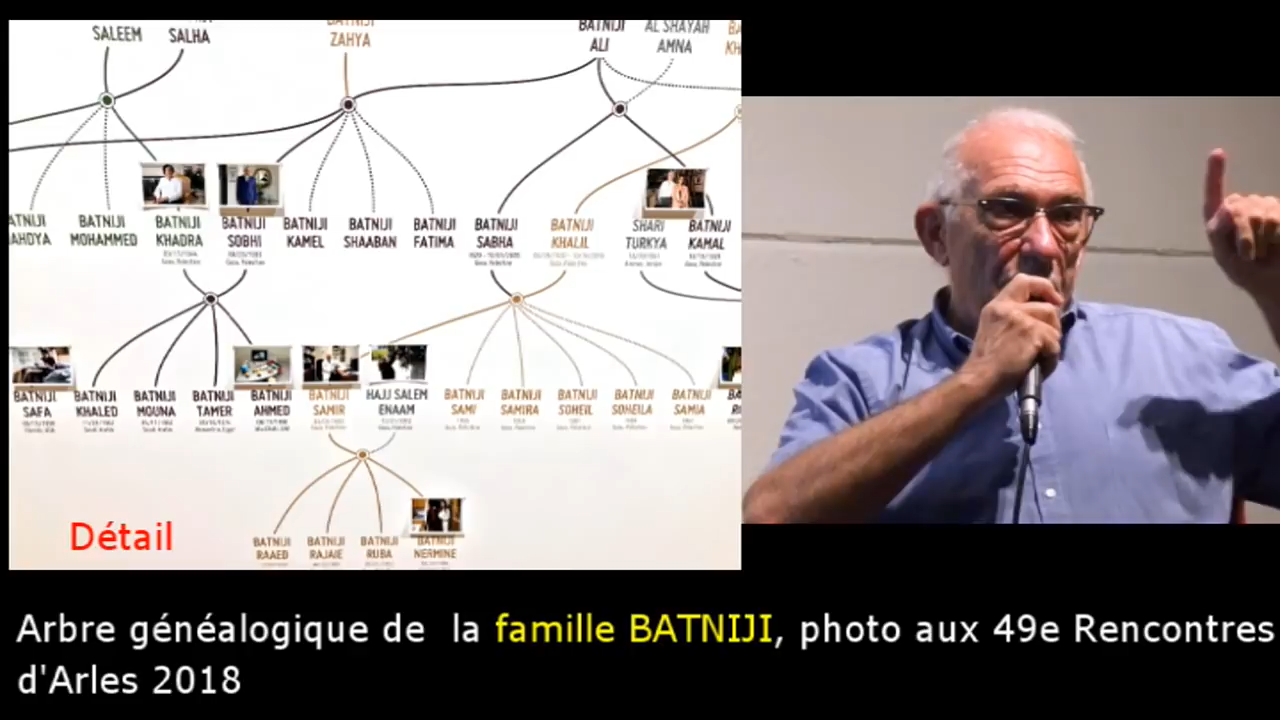 SALEEM
SALHA
BATNIJI
ZAHYA
BATNIJI
ALI
AL SHAYAH
AMNA
BATNIJI
MOHAMMED
BATNIJI
KHADRA
BATNIJI
SOBHI
BATNIJI
KAMEL
BATNIJI
SHAABAN
BATNIJI
FATIMA
BATNIJI
SABHA
BATNIJI
KHALIL
SHARI
TURKYA
BATNIJI
KAMAL
BATNIJI
SAFA
BATNIJI
KHALED
BATNIJI
MOUNA
BATNIJI
TAMER
BATNIJI
AHMED
BATNIJI
SAMIR
HAJJ SALEM
ENAAM
BATNIJI
SAMI
BATNIJI
SAMIRA
BATNIJI
SOHEIL
BATNIJI
SOHEILA
BATNIJI
SAMIA
BATNIJI
RAAED
BATNIJI
RAJAIE
BATNIJI
RUBA
BATNIJI
NERMINE
Détail
Arbre généalogique de la famille BATNIJI, photo aux 49e Rencontres
d'Arles 2018